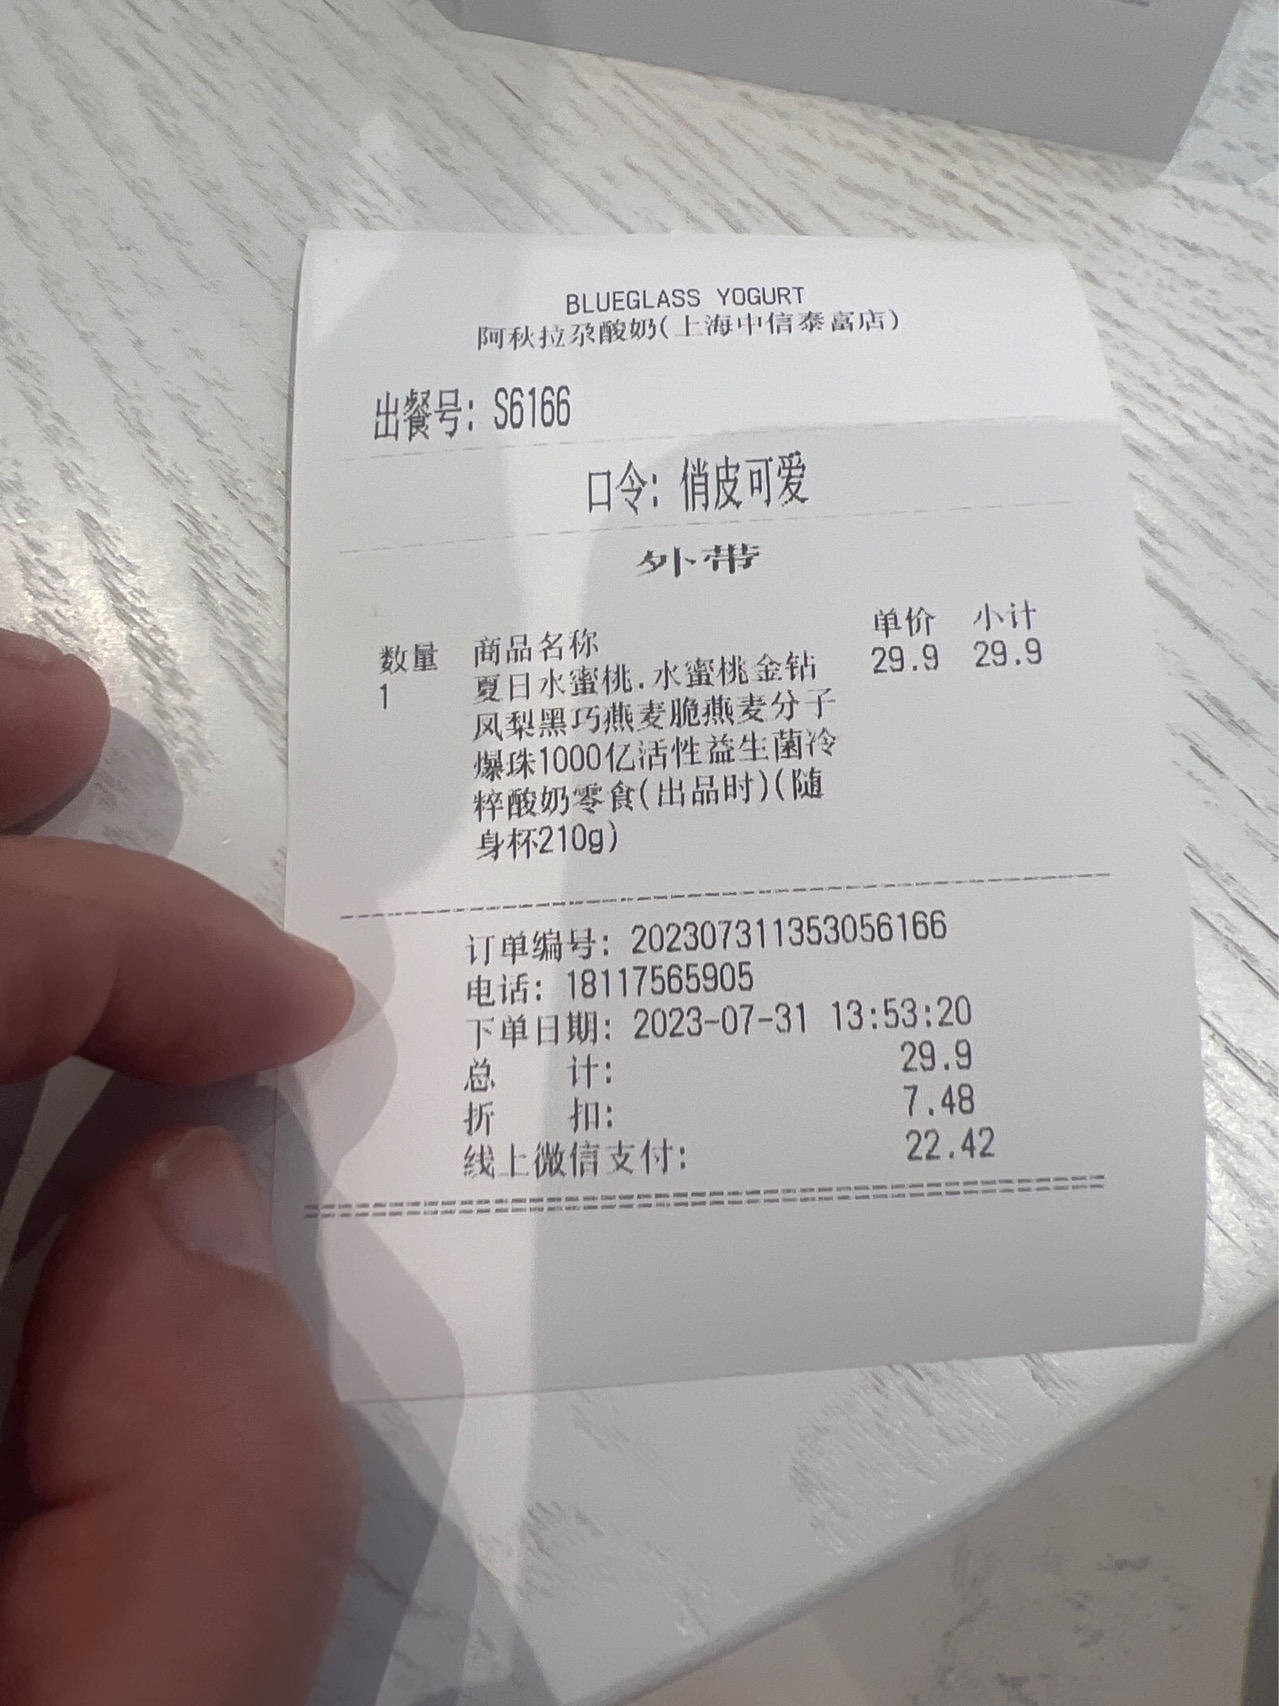 BLUEGLASS YOGURT
阿秋拉尕酸奶(上海中信泰富店)
出餐号: S6166
口令: 俏皮可爱
外带
数量 商品名称 单价 小计
1 夏日水蜜桃.水蜜桃金钻 29.9 29.9
凤梨黑巧燕麦脆燕麦分子
爆珠1000亿活性益生菌冷
粹酸奶零食(出品时)(随
身杯210g)
订单编号: 202307311353056166
电话: 18117565905
下单日期: 2023-07-31 13:53:20
总 计: 29.9
折 扣: 7.48
线上微信支付: 22.42